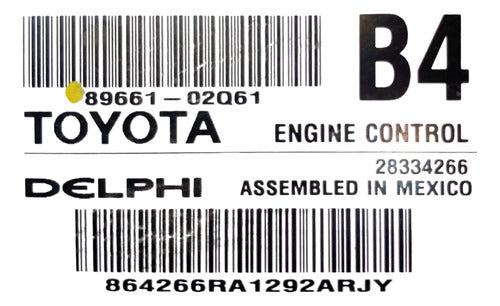 B4
89661-02Q61
TOYOTA ENGINE CONTROL
28334266
DELPHI ASSEMBLED IN MEXICO
864266RA1292ARJY